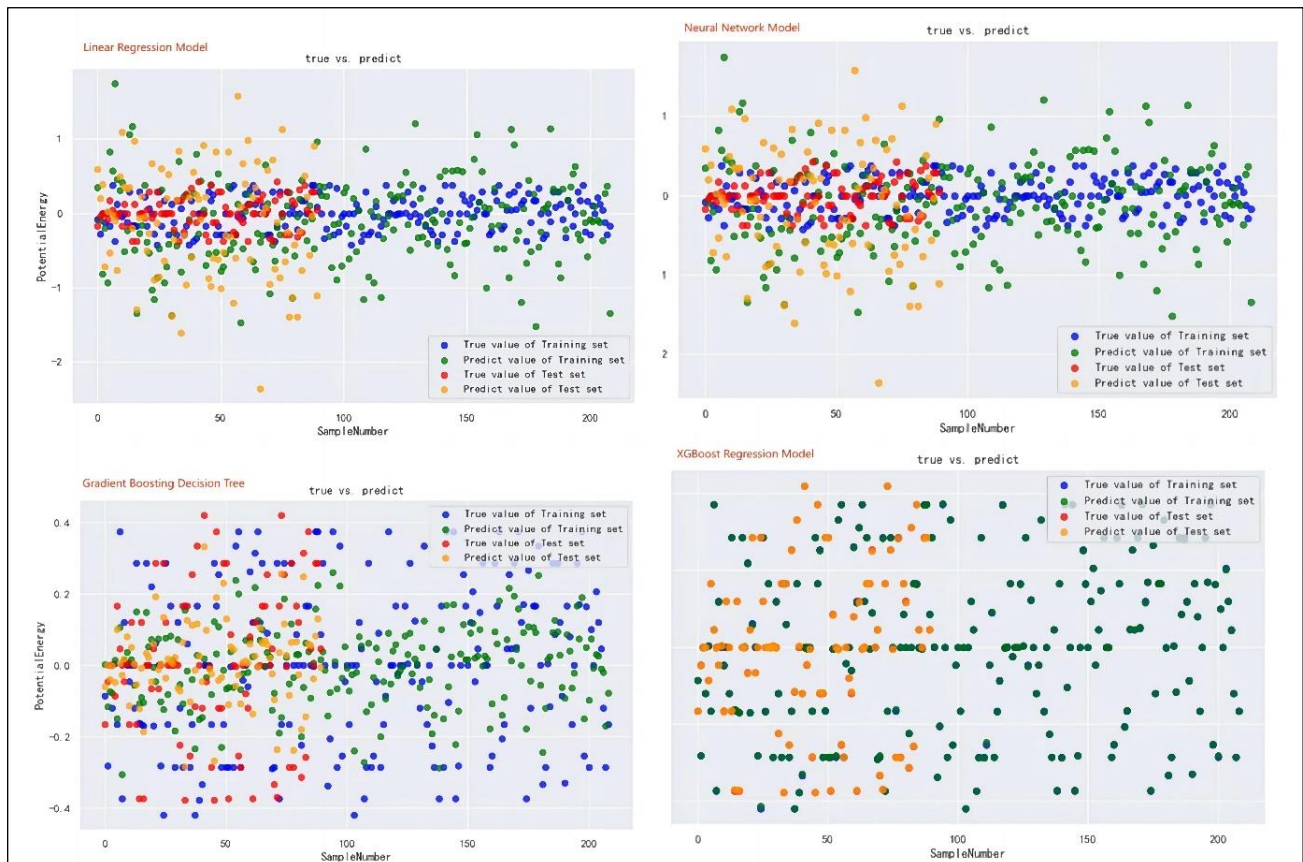 Linear Regression Model
true vs. predict
PotentialEnergy
1
0
−1
−2
True value of Training set
Predict value of Training set
True value of Test set
Predict value of Test set
0 50 100 150 200
SampleNumber
Neural Network Model
true vs. predict
1
0
1
2
True value of Training set
Predict value of Training set
True value of Test set
Predict value of Test set
0 50 100 150 200
SampleNumber
Gradient Boosting Decision Tree
true vs. predict
PotentialEnergy
0.4
0.2
0.0
−0.2
−0.4
True value of Training set
Predict value of Training set
True value of Test set
Predict value of Test set
0 50 100 150 200
SampleNumber
XGBoost Regression Model
true vs. predict
True value of Training set
Predict value of Training set
True value of Test set
Predict value of Test set
0 50 100 150 200
SampleNumber